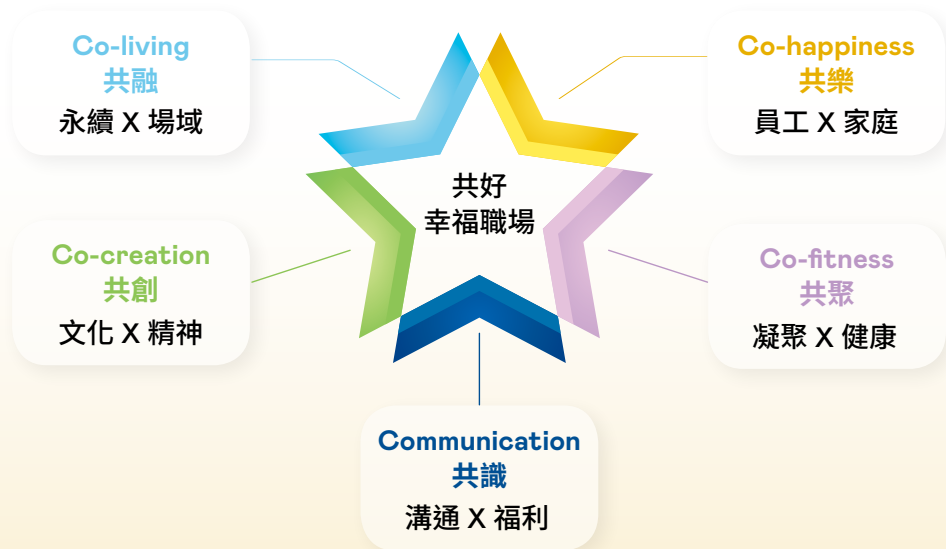 Co-living
共融
永續 X 場域
Co-happiness
共樂
員工 X 家庭
共好
幸福職場
Co-creation
共創
文化 X 精神
Co-fitness
共聚
凝聚 X 健康
Communication
共識
溝通 X 福利